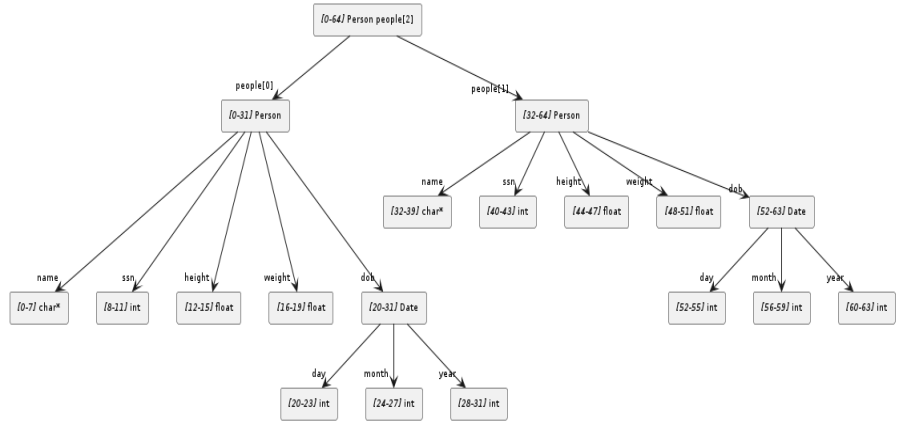 [0-64] Person people[2]
people[0]
people[1]
[0-31] Person
[32-64] Person
name
ssn
height
weight
dob
[32-39] char*
[40-43] int
[44-47] float
[48-51] float
[52-63] Date
name
ssn
height
weight
dob
day
month
year
[0-7] char*
[8-11] int
[12-15] float
[16-19] float
[20-31] Date
[52-55] int
[56-59] int
[60-63] int
day
month
year
[20-23] int
[24-27] int
[28-31] int